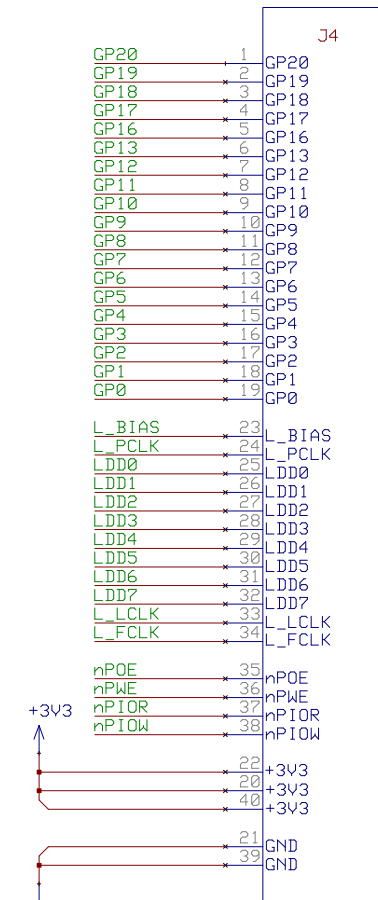 J4
GP20 1 GP20
GP19 2 GP19
GP18 3 GP18
GP17 4 GP17
GP16 5 GP16
GP13 6 GP13
GP12 7 GP12
GP11 8 GP11
GP10 9 GP10
GP9 10 GP9
GP8 11 GP8
GP7 12 GP7
GP6 13 GP6
GP5 14 GP5
GP4 15 GP4
GP3 16 GP3
GP2 17 GP2
GP1 18 GP1
GP0 19 GP0
L_BIAS 23 L_BIAS
L_PCLK 24 L_PCLK
LDD0 25 LDD0
LDD1 26 LDD1
LDD2 27 LDD2
LDD3 28 LDD3
LDD4 29 LDD4
LDD5 30 LDD5
LDD6 31 LDD6
LDD7 32 LDD7
L_LCLK 33 L_LCLK
L_FCLK 34 L_FCLK
nPOE 35 nPOE
nPWE 36 nPWE
nPIOR 37 nPIOR
nPIOW 38 nPIOW
+3V3
22 +3V3
20 +3V3
40 +3V3
21 GND
39 GND